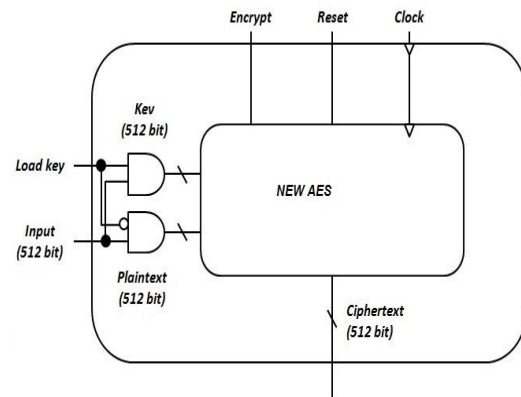 Encrypt Reset Clock
Kev
(512 bit)
Load key
NEW AES
Input
(512 bit)
Plaintext
(512 bit)
Ciphertext
(512 bit)